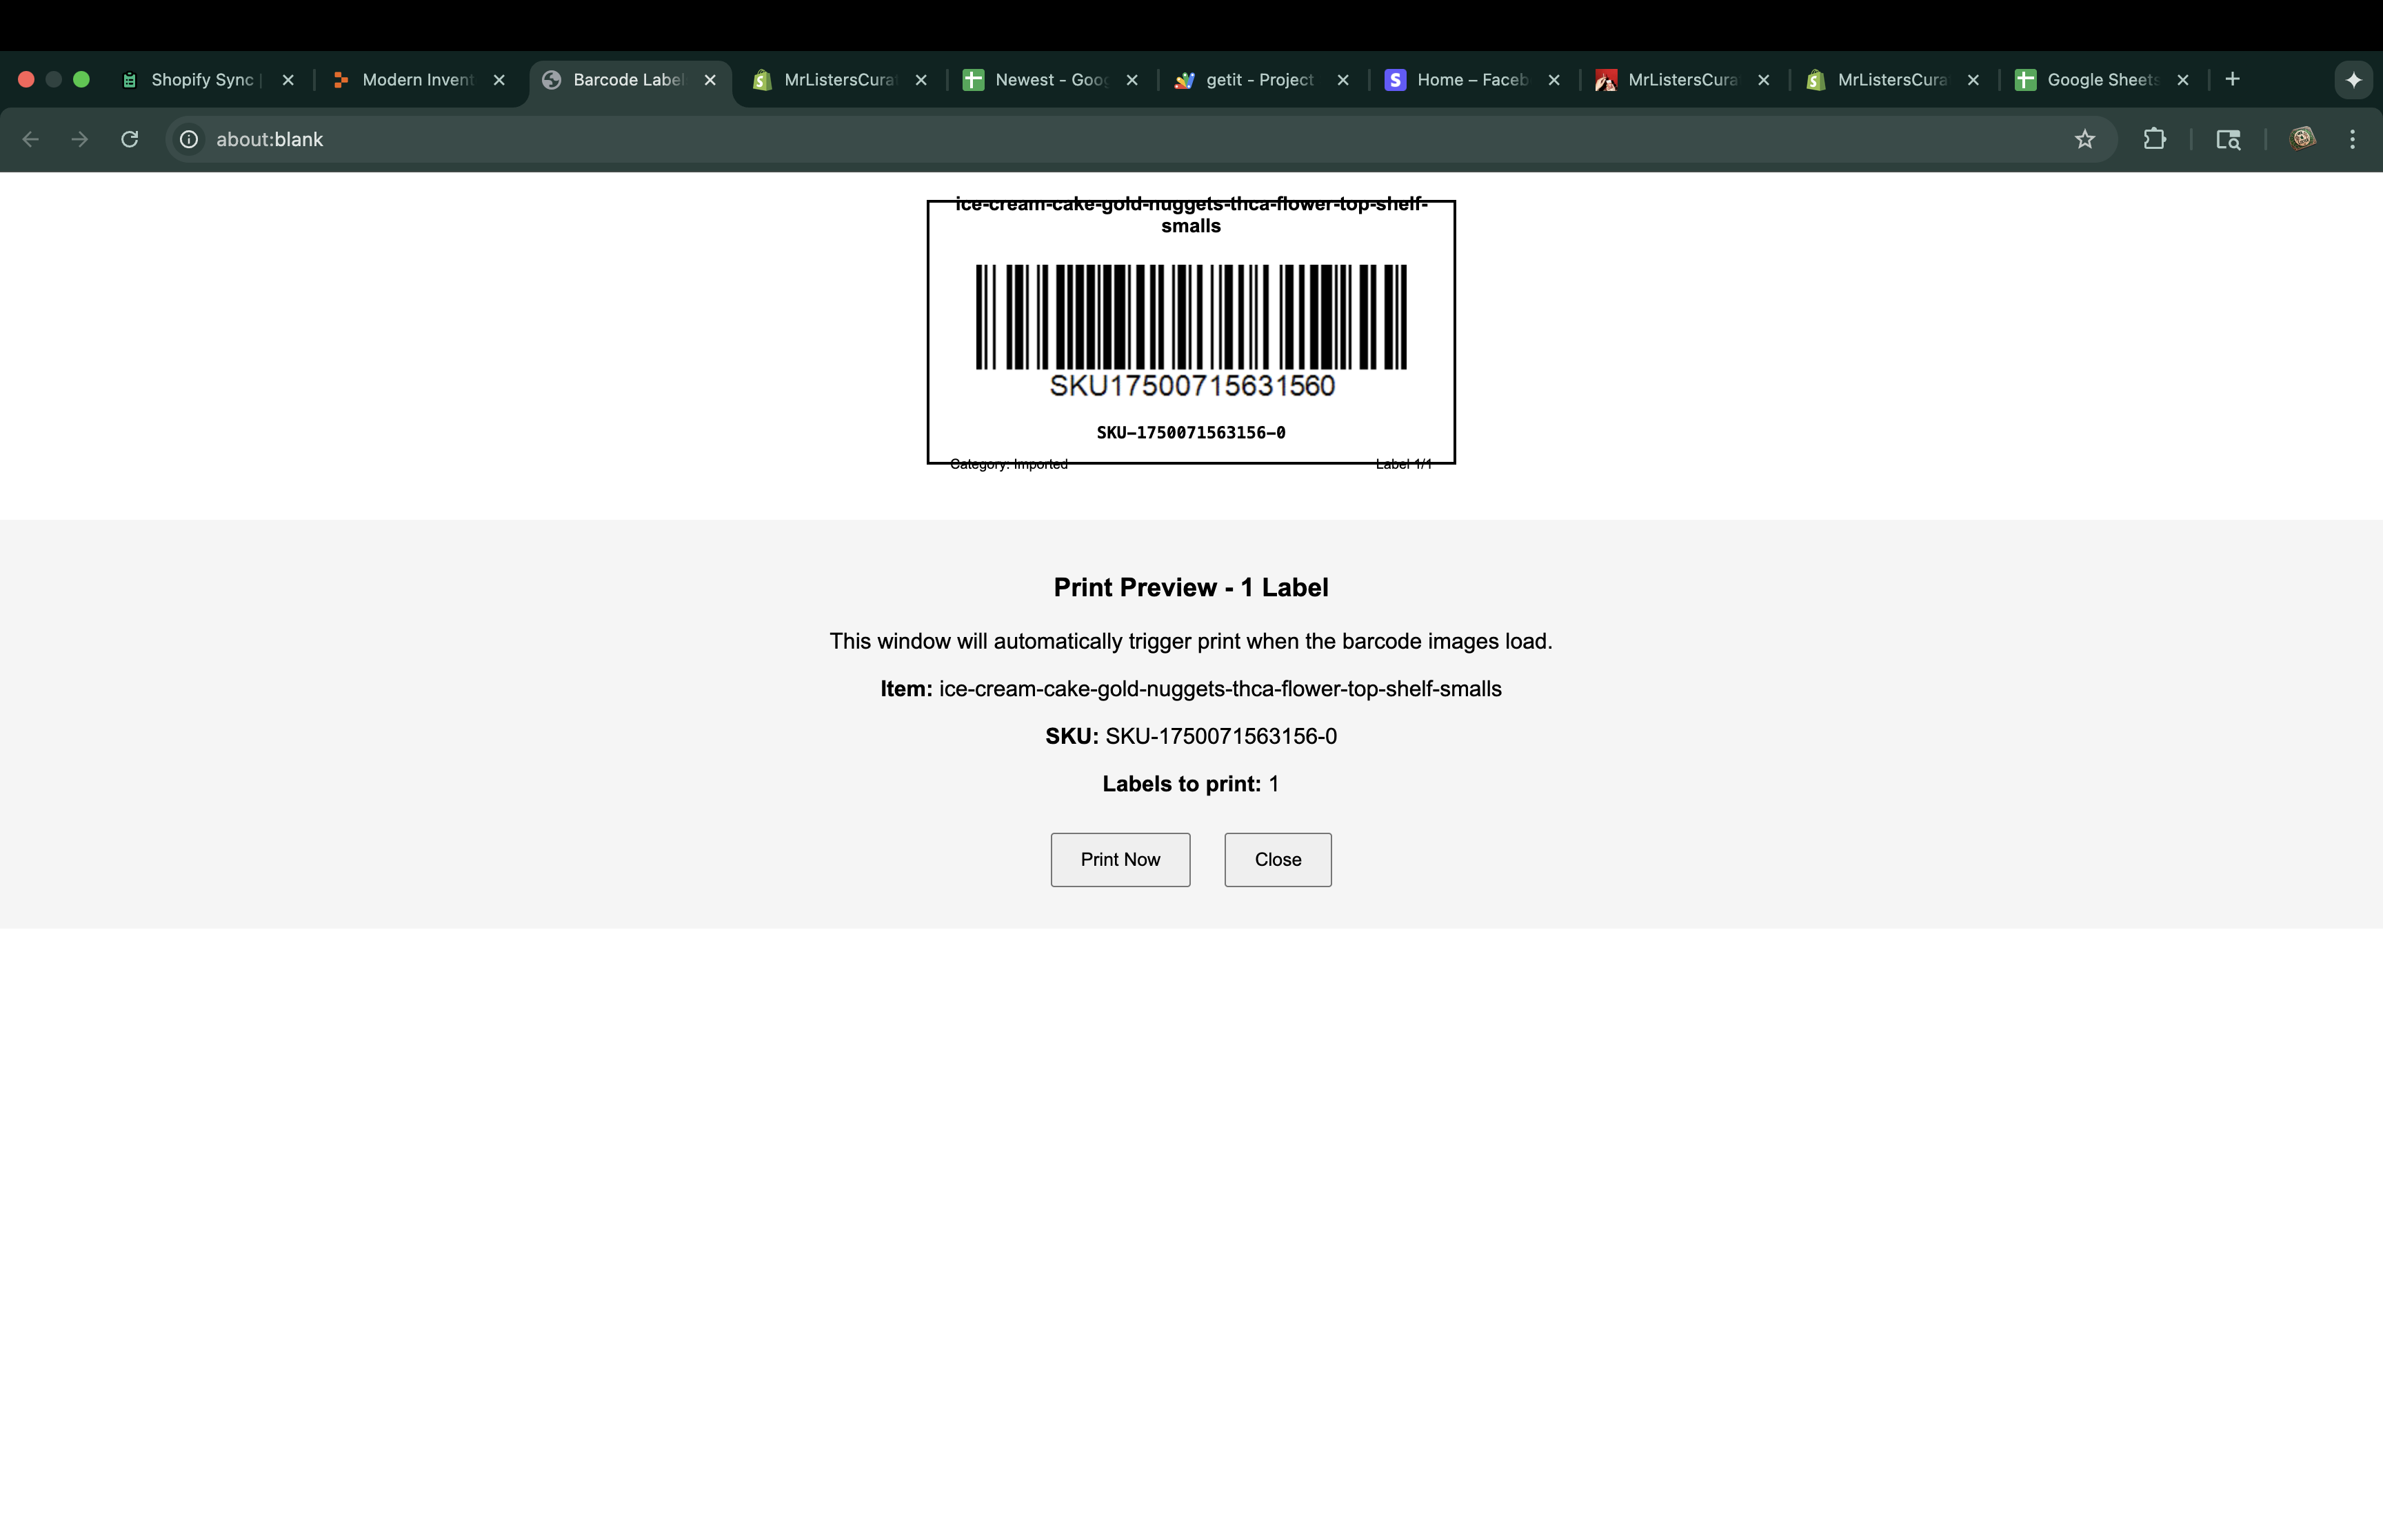 Shopify Sync
Modern Invent
Barcode Label
MrListersCurat
Newest - Goog
getit - Project
Home – Faceb
MrListersCura
MrListersCura
Google Sheets
about:blank
ice-cream-cake-gold-nuggets-thca-flower-top-shelf-
smalls
SKU17500715631560
SKU-1750071563156-0
Category: Imported
Label 1/1
Print Preview - 1 Label
This window will automatically trigger print when the barcode images load.
Item: ice-cream-cake-gold-nuggets-thca-flower-top-shelf-smalls
SKU: SKU-1750071563156-0
Labels to print: 1
Print Now
Close